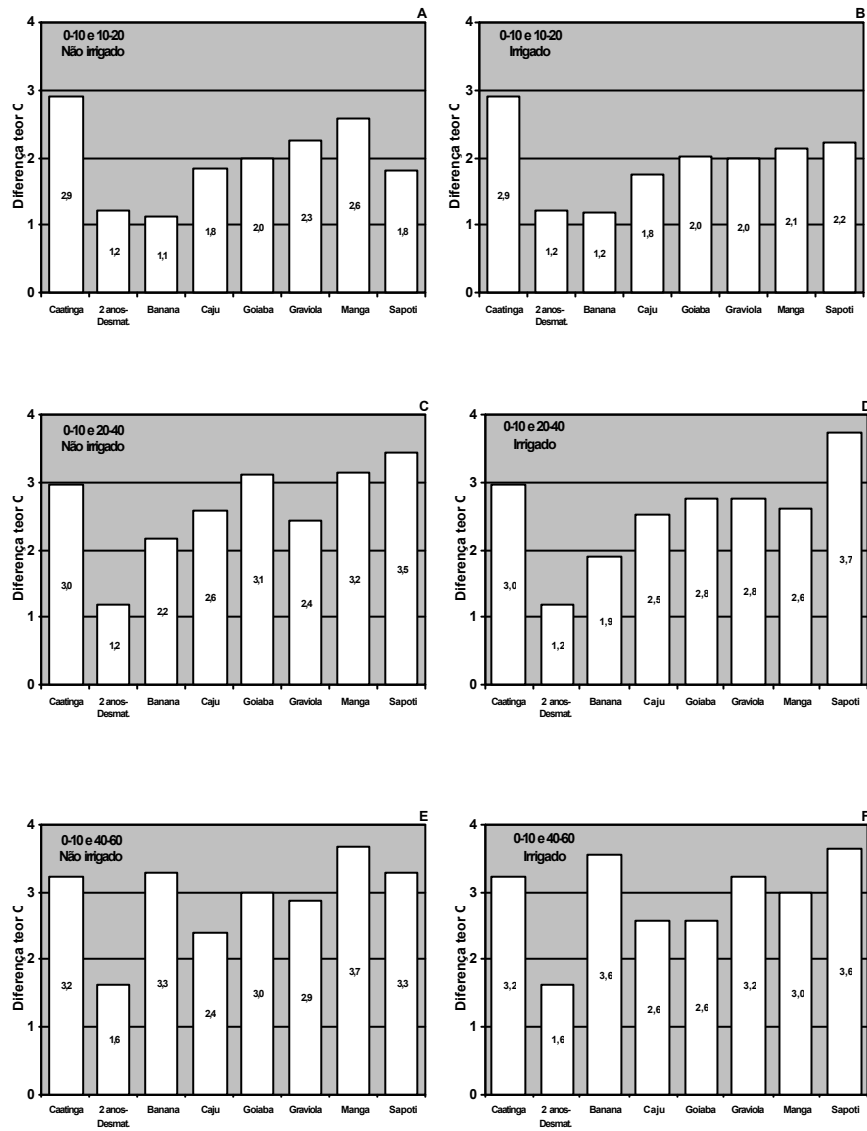 A
0-10 e 10-20
Não irrigado
Diferença teor C
4
3
2
1
0
2,9
1,2
1,1
1,8
2,0
2,3
2,6
1,8
Caatinga 2 anos- Banana Caju Goiaba Graviola Manga Sapoti
Desmat.
B
0-10 e 10-20
Irrigado
Diferença teor C
4
3
2
1
0
2,9
1,2
1,2
1,8
2,0
2,0
2,1
2,2
Caatinga 2 anos- Banana Caju Goiaba Graviola Manga Sapoti
Desmat.
C
0-10 e 20-40
Não irrigado
Diferença teor C
4
3
2
1
0
3,0
1,2
2,2
2,6
3,1
2,4
3,2
3,5
Caatinga 2 anos- Banana Caju Goiaba Graviola Manga Sapoti
Desmat.
D
0-10 e 20-40
Irrigado
Diferença teor C
4
3
2
1
0
3,0
1,2
1,9
2,5
2,8
2,8
2,6
3,7
Caatinga 2 anos- Banana Caju Goiaba Graviola Manga Sapoti
Desmat.
E
0-10 e 40-60
Não irrigado
Diferença teor C
4
3
2
1
0
3,2
1,6
3,3
2,4
3,0
2,9
3,7
3,3
Caatinga 2 anos- Banana Caju Goiaba Graviola Manga Sapoti
Desmat.
F
0-10 e 40-60
Irrigado
Diferença teor C
4
3
2
1
0
3,2
1,6
3,6
2,6
2,6
3,2
3,0
3,6
Caatinga 2 anos- Banana Caju Goiaba Graviola Manga Sapoti
Desmat.